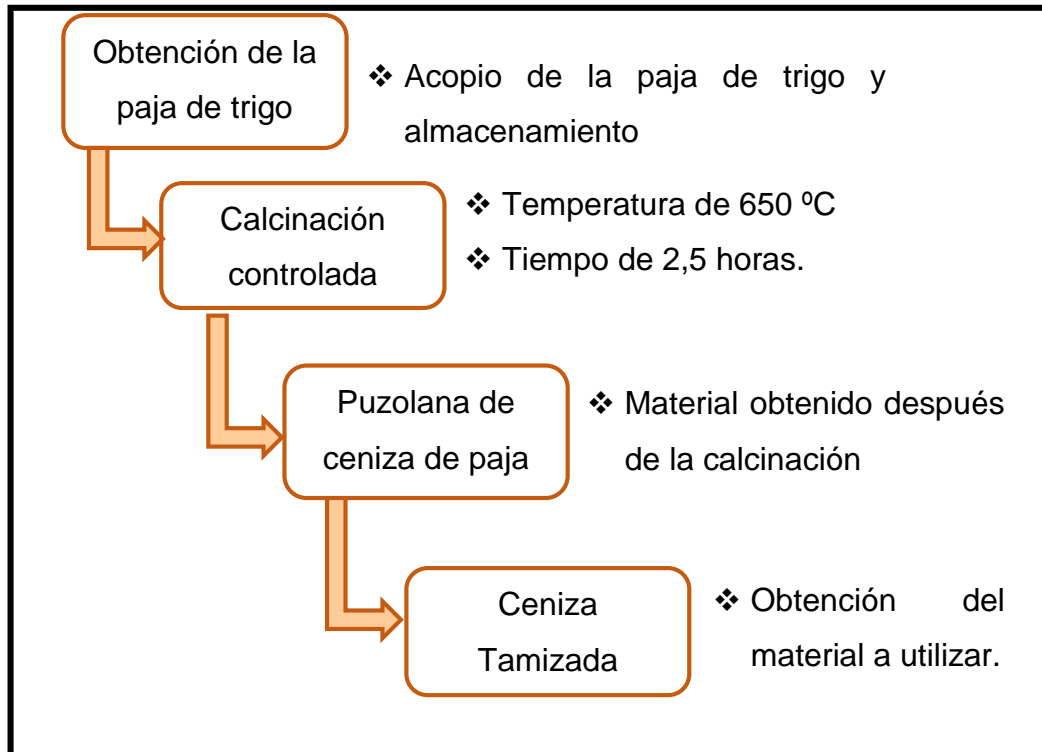 Obtención de la
paja de trigo
❖ Acopio de la paja de trigo y
almacenamiento
Calcinación
controlada
❖ Temperatura de 650 ºC
❖ Tiempo de 2,5 horas.
Puzolana de
ceniza de paja
❖ Material obtenido después
de la calcinación
Ceniza
Tamizada
❖ Obtención del
material a utilizar.